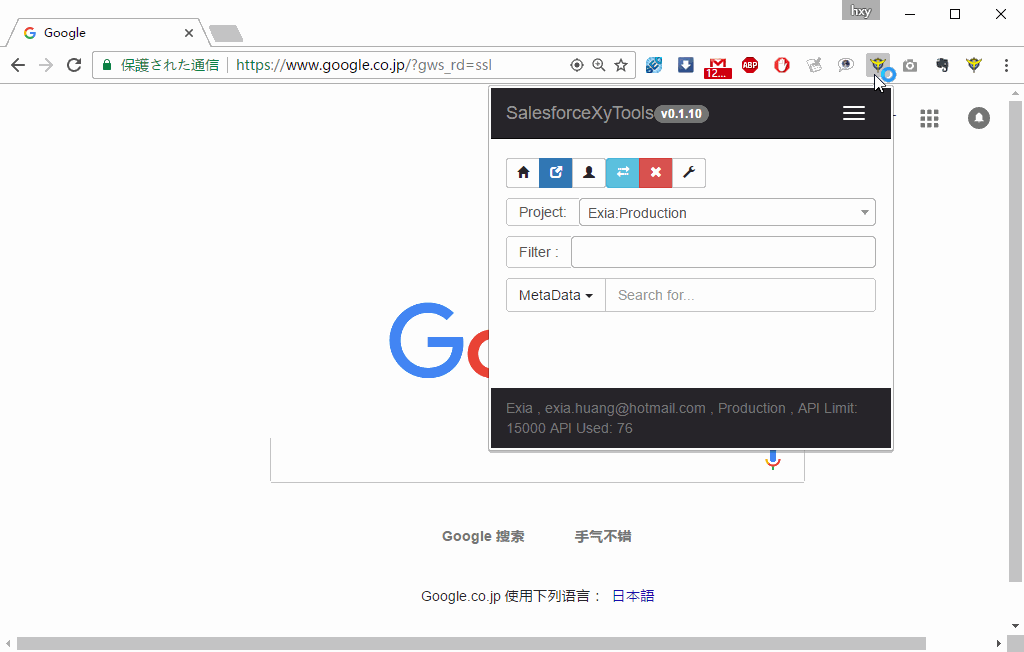 hxy
Google
保護された通信
https://www.google.co.jp/?gws_rd=ssl
12...
ABP
SalesforceXyTools v0.1.10
Project:
Exia:Production
Filter :
MetaData
Search for...
Go
Exia , exia.huang@hotmail.com , Production , API Limit:
15000 API Used: 76
Google 搜索
手气不错
Google.co.jp 使用下列语言： 日本語